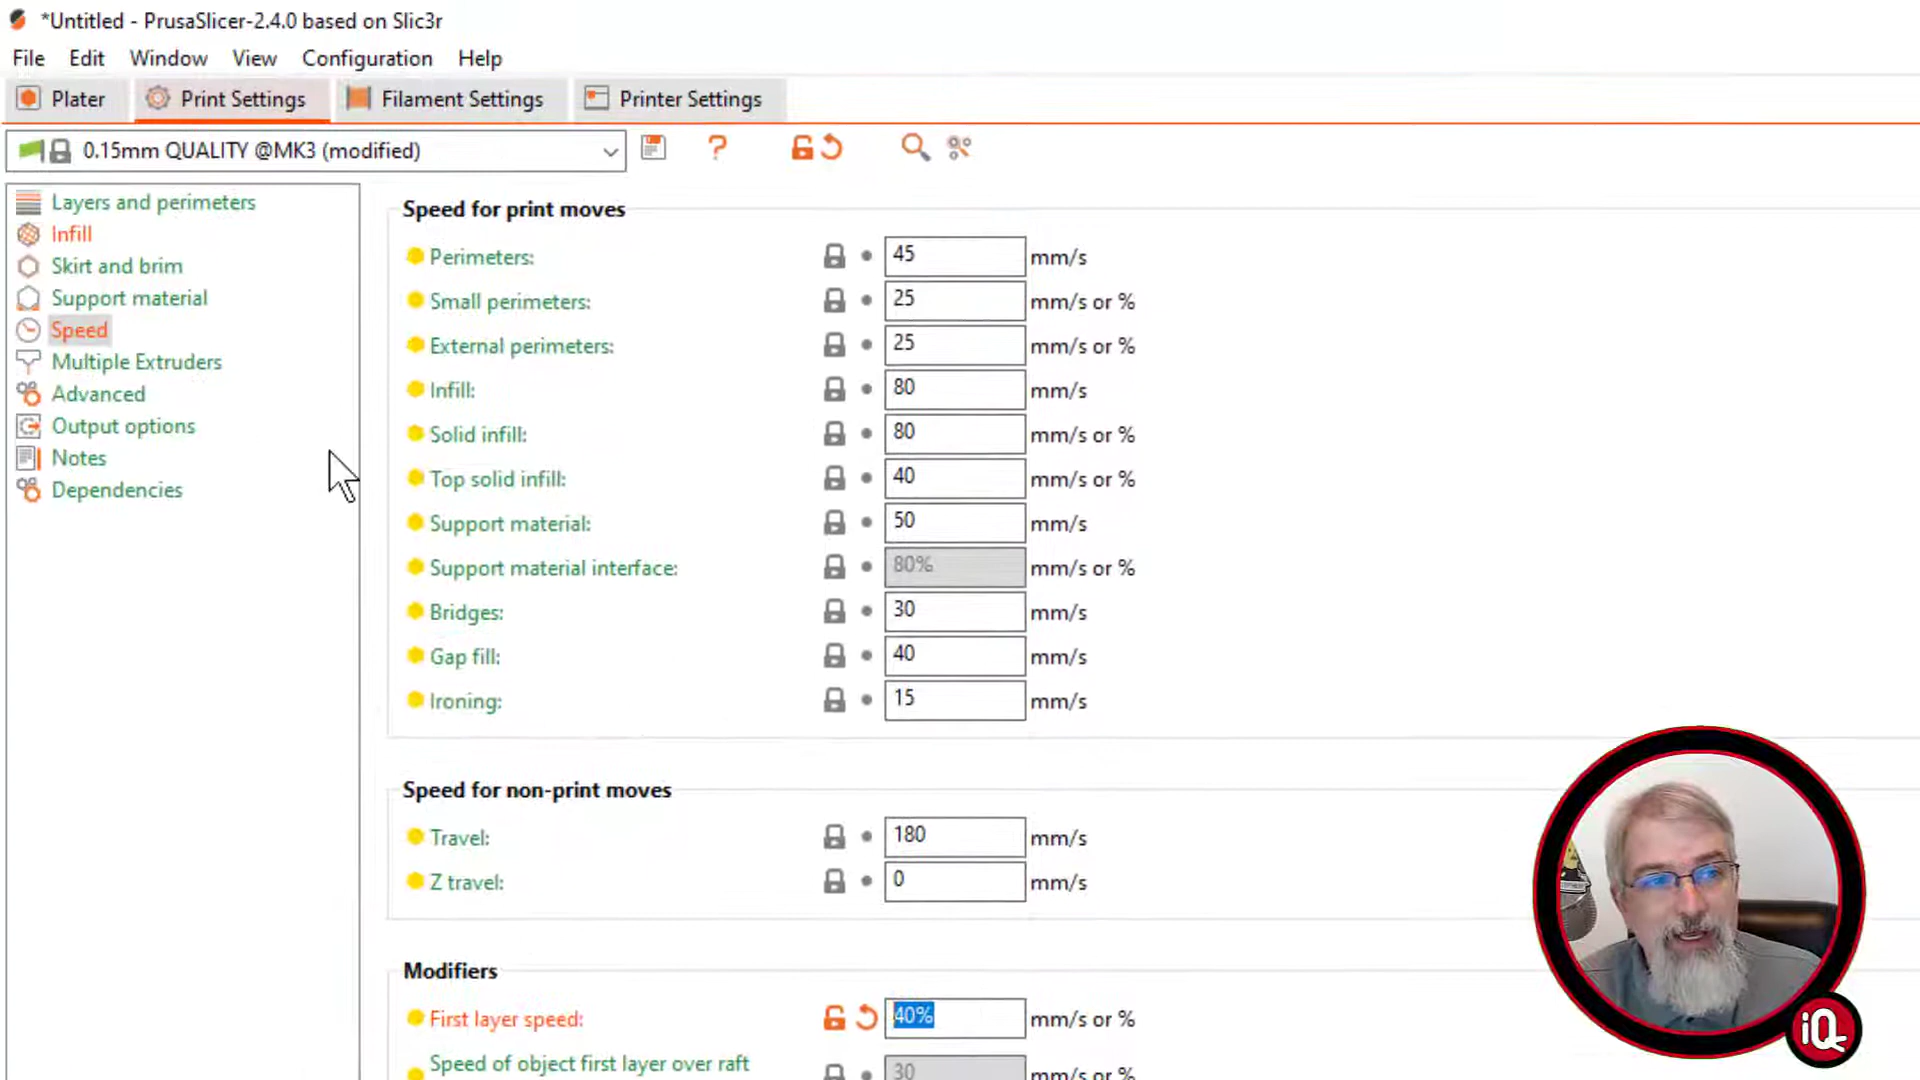 *Untitled - PrusaSlicer-2.4.0 based on Slic3r
File Edit Window View Configuration Help
Plater Print Settings Filament Settings Printer Settings
0.15mm QUALITY @MK3 (modified)
Layers and perimeters
Infill
Skirt and brim
Support material
Speed
Multiple Extruders
Advanced
Output options
Notes
Dependencies
Speed for print moves
Perimeters: 45 mm/s
Small perimeters: 25 mm/s or %
External perimeters: 25 mm/s or %
Infill: 80 mm/s
Solid infill: 80 mm/s or %
Top solid infill: 40 mm/s or %
Support material: 50 mm/s
Support material interface: 80% mm/s or %
Bridges: 30 mm/s
Gap fill: 40 mm/s
Ironing: 15 mm/s
Speed for non-print moves
Travel: 180 mm/s
Z travel: 0 mm/s
Modifiers
First layer speed: 40% mm/s or %
Speed of object first layer over raft 30 mm/s or %
iQ